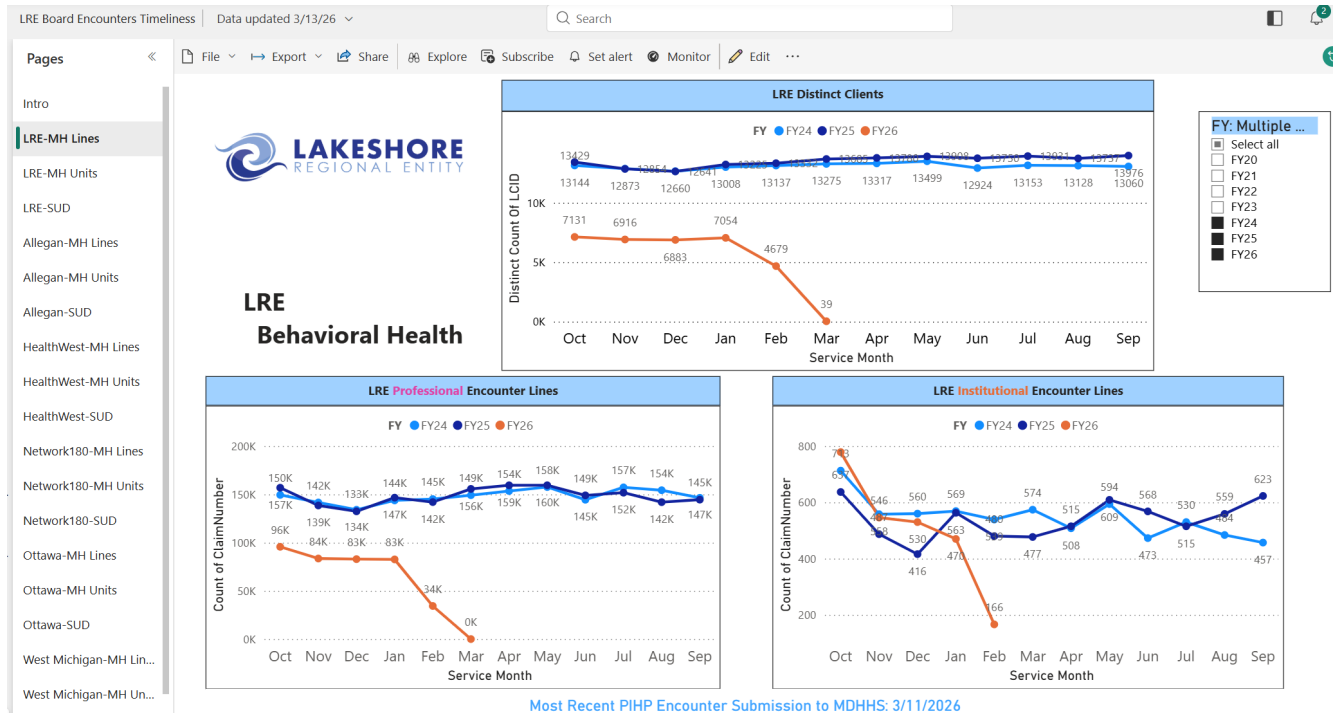 LRE Board Encounters Timeliness | Data updated 3/13/26
Search
2
Pages
File Export Share Explore Subscribe Set alert Monitor Edit ...
Intro
LRE-MH Lines
LRE-MH Units
LRE-SUD
Allegan-MH Lines
Allegan-MH Units
Allegan-SUD
HealthWest-MH Lines
HealthWest-MH Units
HealthWest-SUD
Network180-MH Lines
Network180-MH Units
Network180-SUD
Ottawa-MH Lines
Ottawa-MH Units
Ottawa-SUD
West Michigan-MH Lin...
West Michigan-MH Un...
LAKESHORE
REGIONAL ENTITY
LRE
Behavioral Health
LRE Distinct Clients
FY FY24 FY25 FY26
Distinct Count Of LCID
10K
5K
0K
13429 12854 12641
13144 12873 12660 13008 13137 13275 13317 13499 12924 13153 13128 13976
13060
7131 6916 6883 7054 4679 39
Oct Nov Dec Jan Feb Mar Apr May Jun Jul Aug Sep
Service Month
FY: Multiple ...
Select all
FY20
FY21
FY22
FY23
FY24
FY25
FY26
LRE Professional Encounter Lines
FY FY24 FY25 FY26
Count of ClaimNumber
200K
150K
100K
50K
0K
150K 142K 133K 144K 145K 149K 154K 158K 149K 157K 154K 145K
157K 139K 134K 147K 142K 156K 159K 160K 145K 152K 142K 147K
96K 84K 83K 83K 34K 0K
Oct Nov Dec Jan Feb Mar Apr May Jun Jul Aug Sep
Service Month
LRE Institutional Encounter Lines
FY FY24 FY25 FY26
Count of ClaimNumber
800
600
400
200
546 560 569 574 515 594 568 530 559 623
530 416 563 470 477 508 609 473 515 484 457
166
Oct Nov Dec Jan Feb Mar Apr May Jun Jul Aug Sep
Service Month
Most Recent PIHP Encounter Submission to MDHHS: 3/11/2026